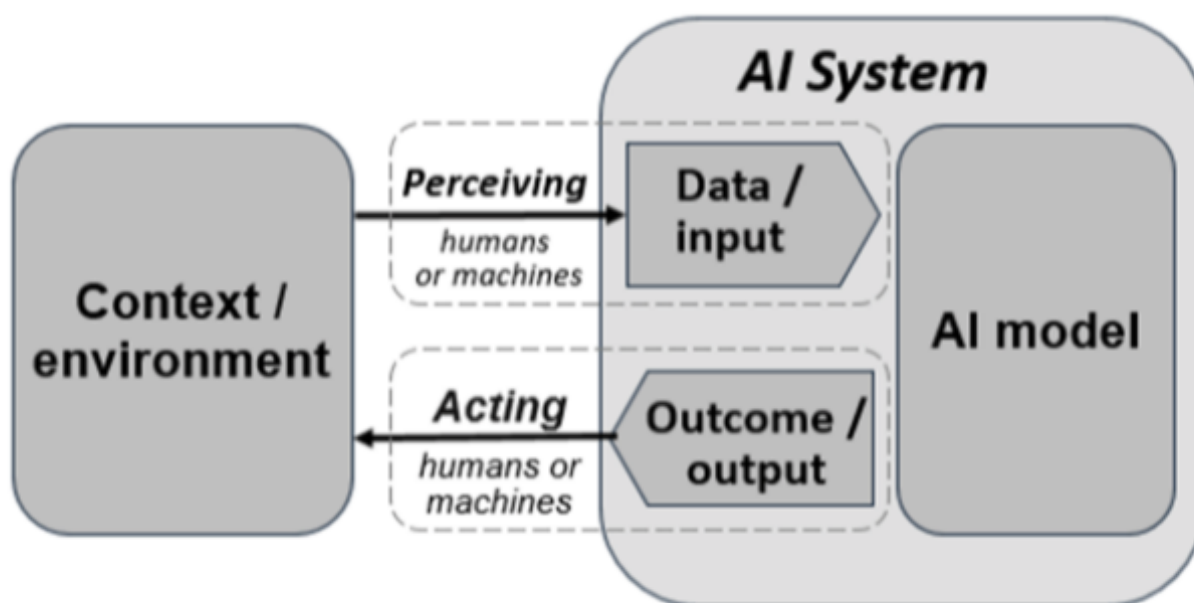 AI System
Perceiving
humans
or machines
Data /
input
Context /
environment
AI model
Acting
humans or
machines
Outcome /
output